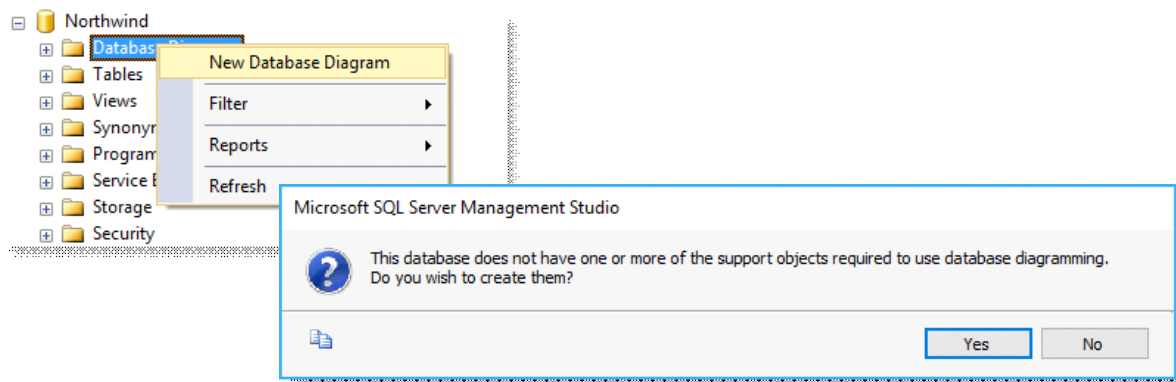 Northwind
New Database Diagram
Tables
Views
Filter
Reports
Refresh
Storage
Security
Microsoft SQL Server Management Studio
This database does not have one or more of the support objects required to use database diagramming.
Do you wish to create them?
Yes
No